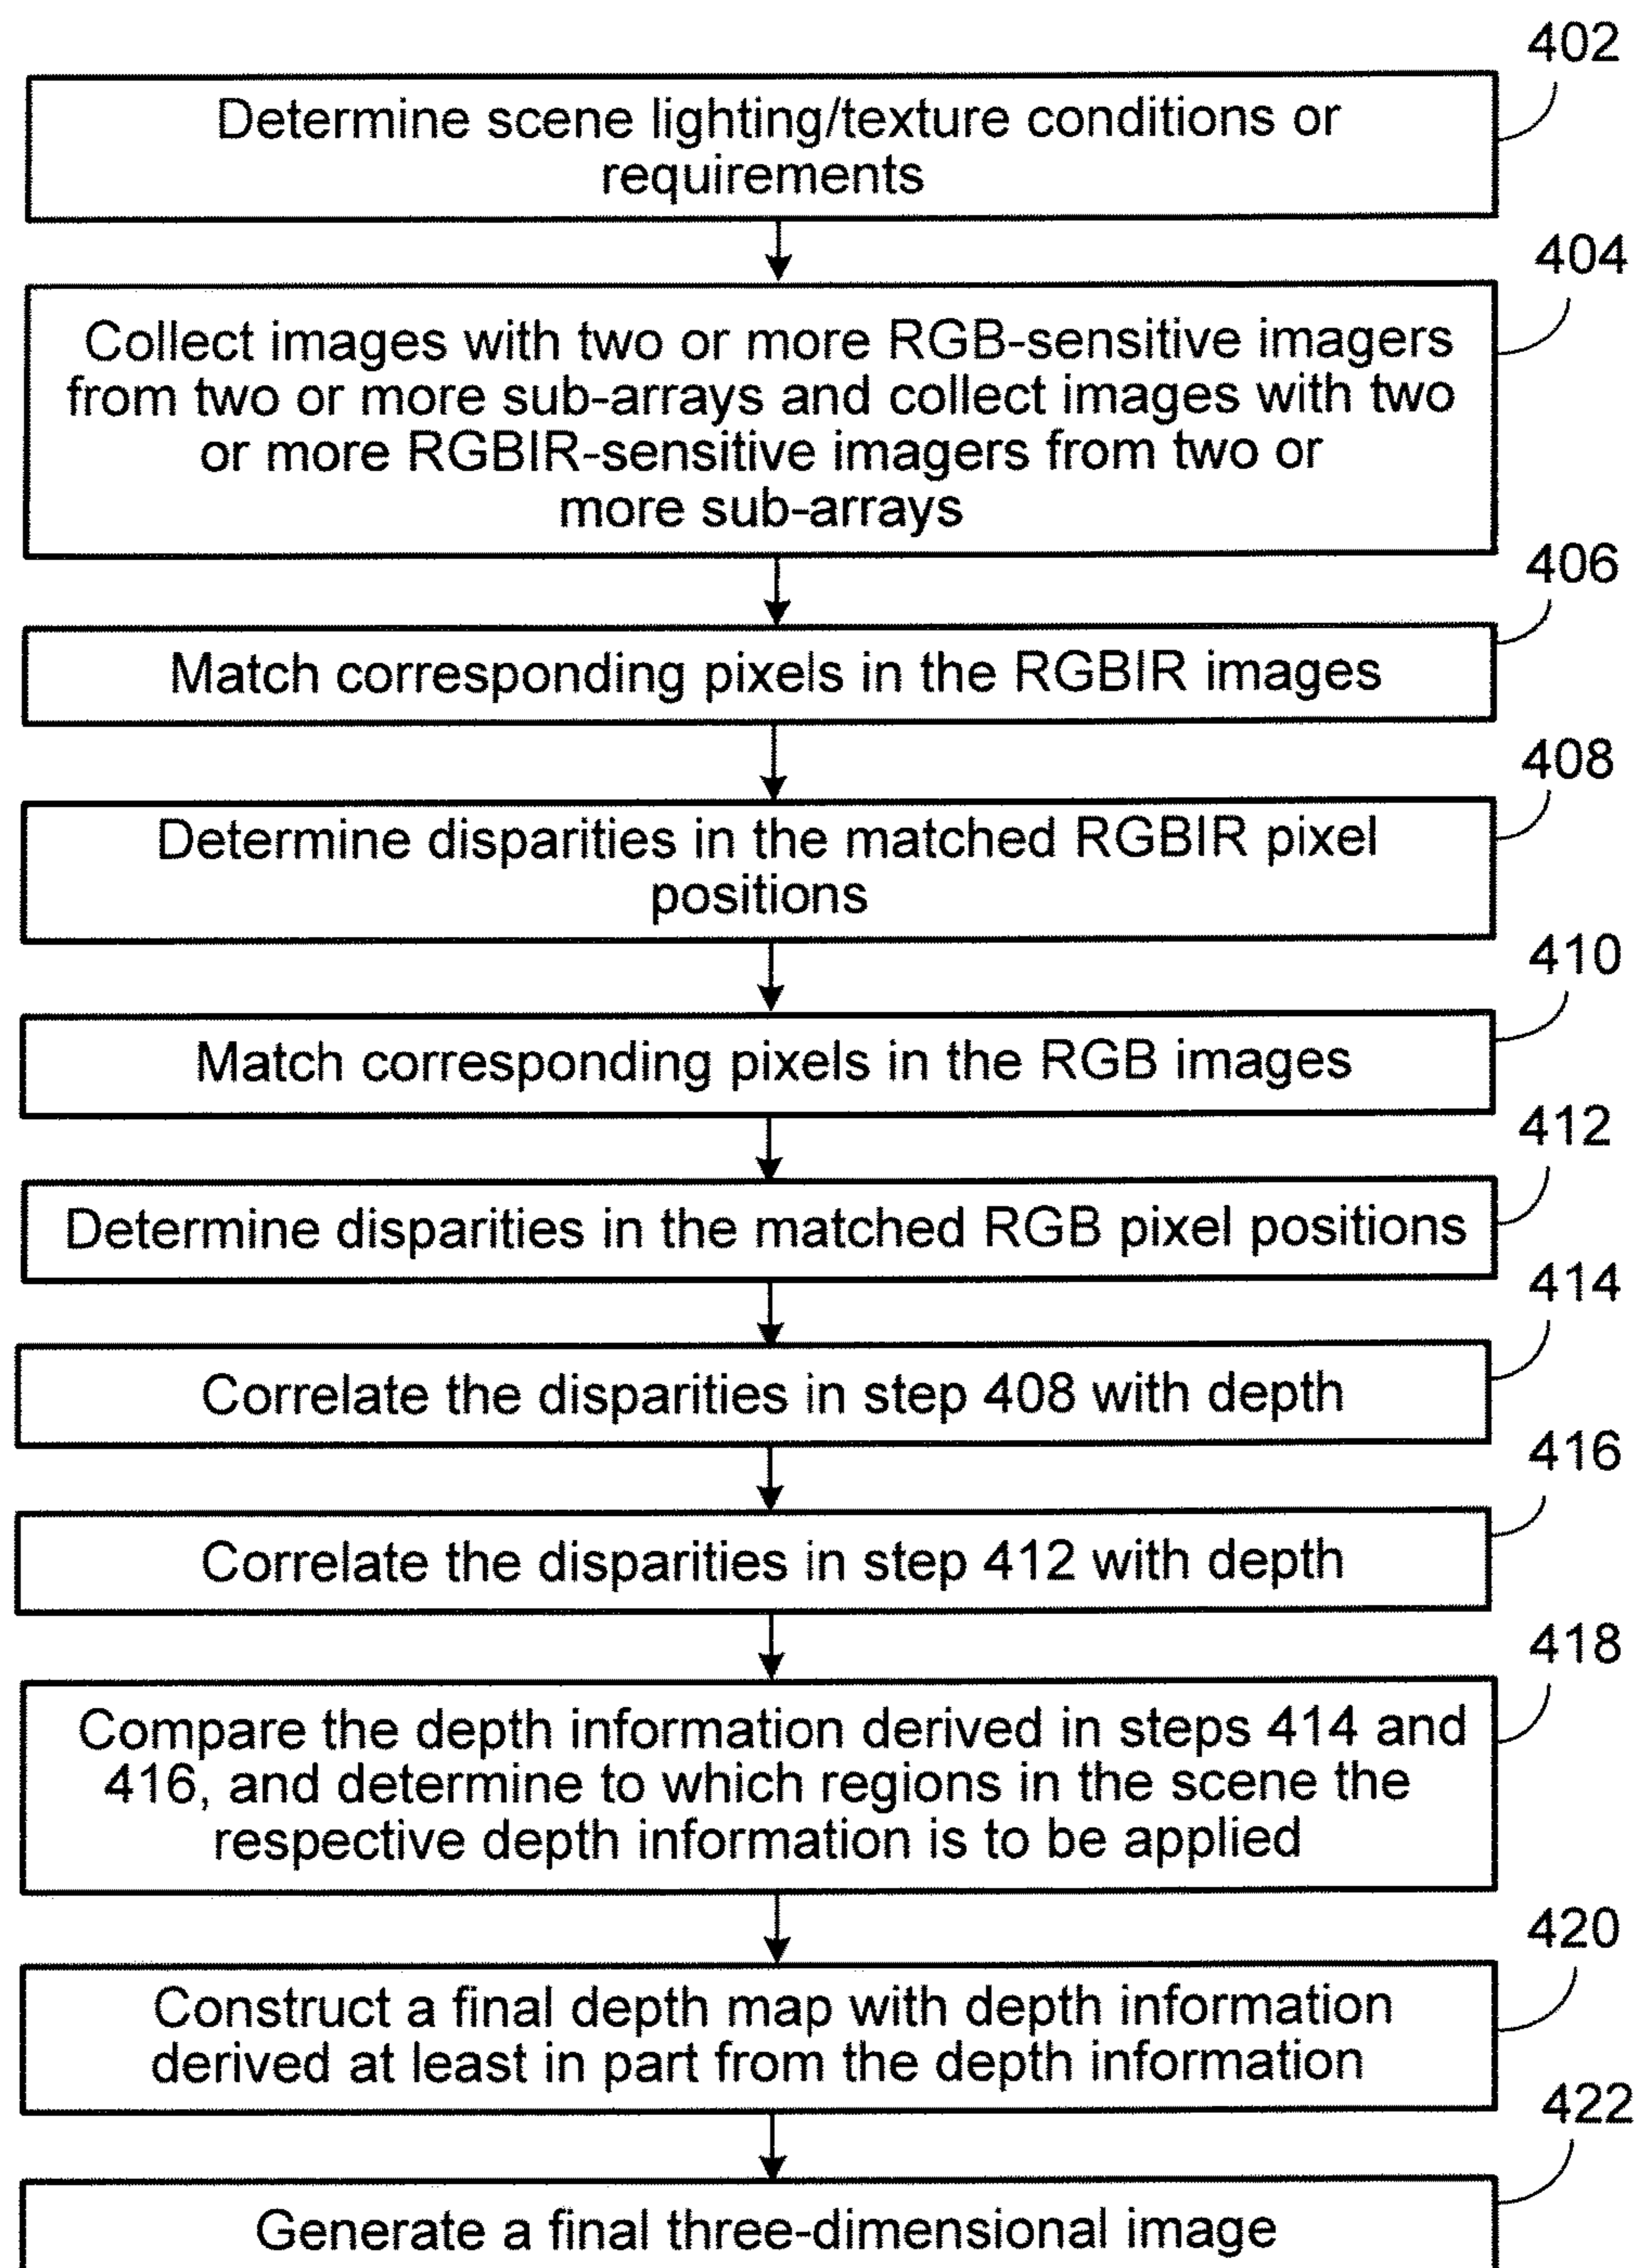 402
Determine scene lighting/texture conditions or
requirements
404
Collect images with two or more RGB-sensitive imagers
from two or more sub-arrays and collect images with two
or more RGBIR-sensitive imagers from two or
more sub-arrays
406
Match corresponding pixels in the RGBIR images
408
Determine disparities in the matched RGBIR pixel
positions
410
Match corresponding pixels in the RGB images
412
Determine disparities in the matched RGB pixel positions
414
Correlate the disparities in step 408 with depth
416
Correlate the disparities in step 412 with depth
418
Compare the depth information derived in steps 414 and
416, and determine to which regions in the scene the
respective depth information is to be applied
420
Construct a final depth map with depth information
derived at least in part from the depth information
422
Generate a final three-dimensional image